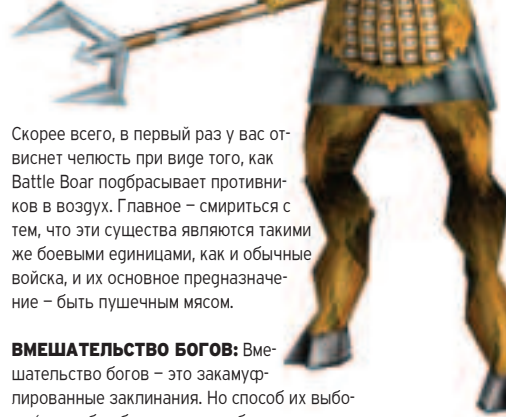 Скорее всего, в первый раз у вас от-
виснет челюсть при виде того, как
Battle Boar подбрасывает противни-
ков в воздух. Главное – смириться с
тем, что эти существа являются такими
же боевыми единицами, как и обычные
войска, и их основное предназначе-
ние – быть пушечным мясом.
ВМЕШАТЕЛЬСТВО БОГОВ: Вме-
шательство богов – это закамуф-
лированные заклинания. Но способ их выбо-